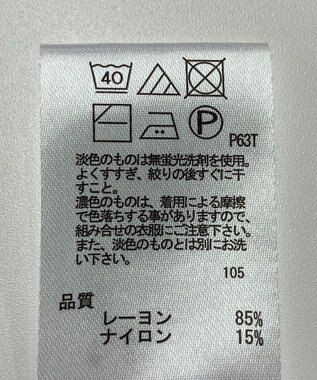 40
P
P63T
淡色のものは無蛍光洗剤を使用。
よくすすぎ、絞りの後すぐに干
すこと。
濃色のものは、着用による摩擦
で色落ちする事がありますので、
組み合せの衣服にご注意下さい。
また、淡色のものとは別にお洗
い下さい。
105
品質
レーヨン 85%
ナイロン 15%